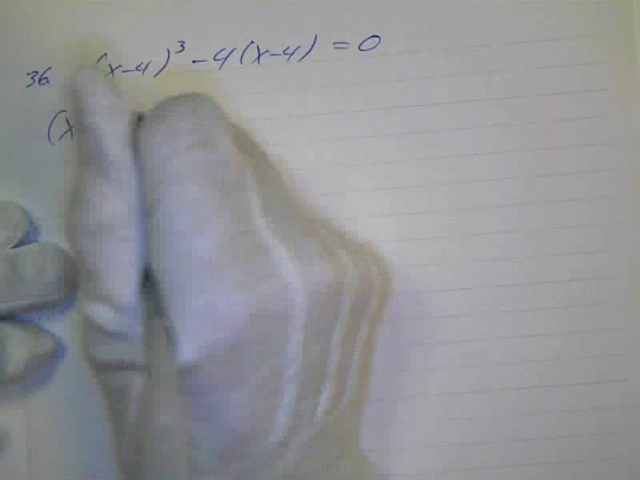 36. (x-4)³ - 4(x-4) = 0
(x